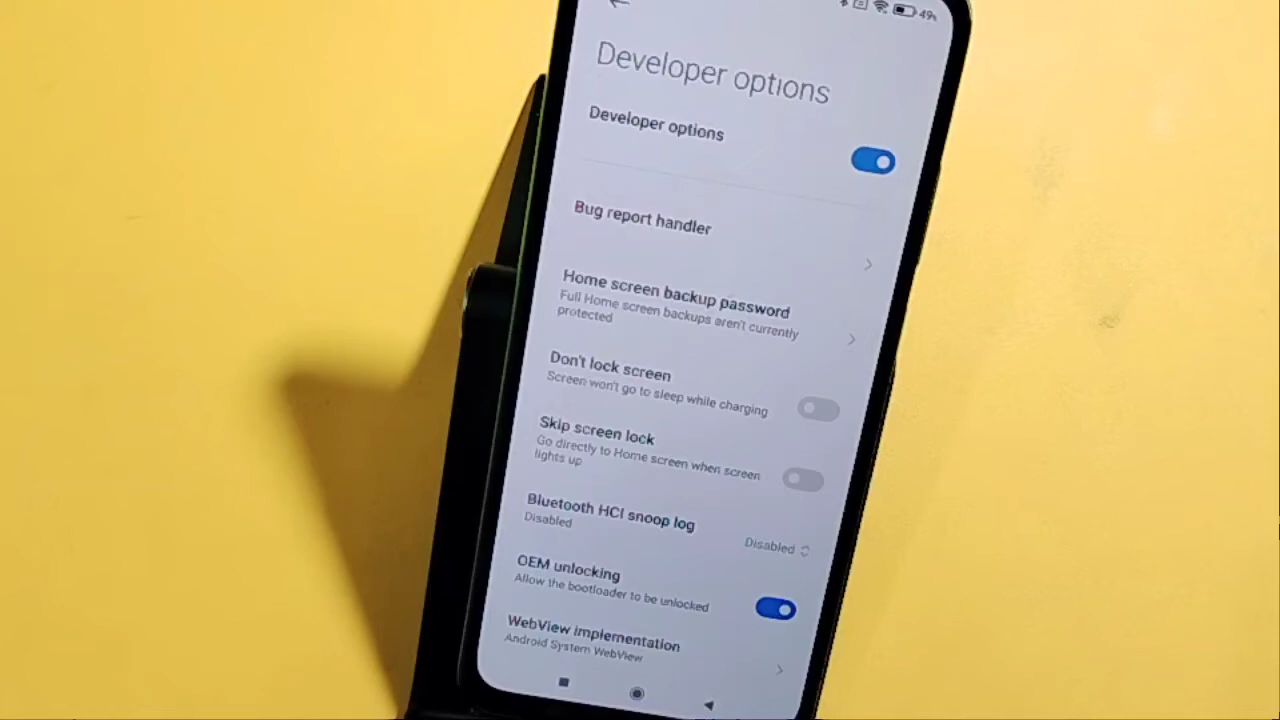 49%
Developer options
Developer options
Bug report handler
Home screen backup password
Full Home screen backups aren't currently
protected
Don't lock screen
Screen won't go to sleep while charging
Skip screen lock
Go directly to Home screen when screen
lights up
Bluetooth HCI snoop log
Disabled
Disabled
OEM unlocking
Allow the bootloader to be unlocked
WebView implementation
Android System WebView